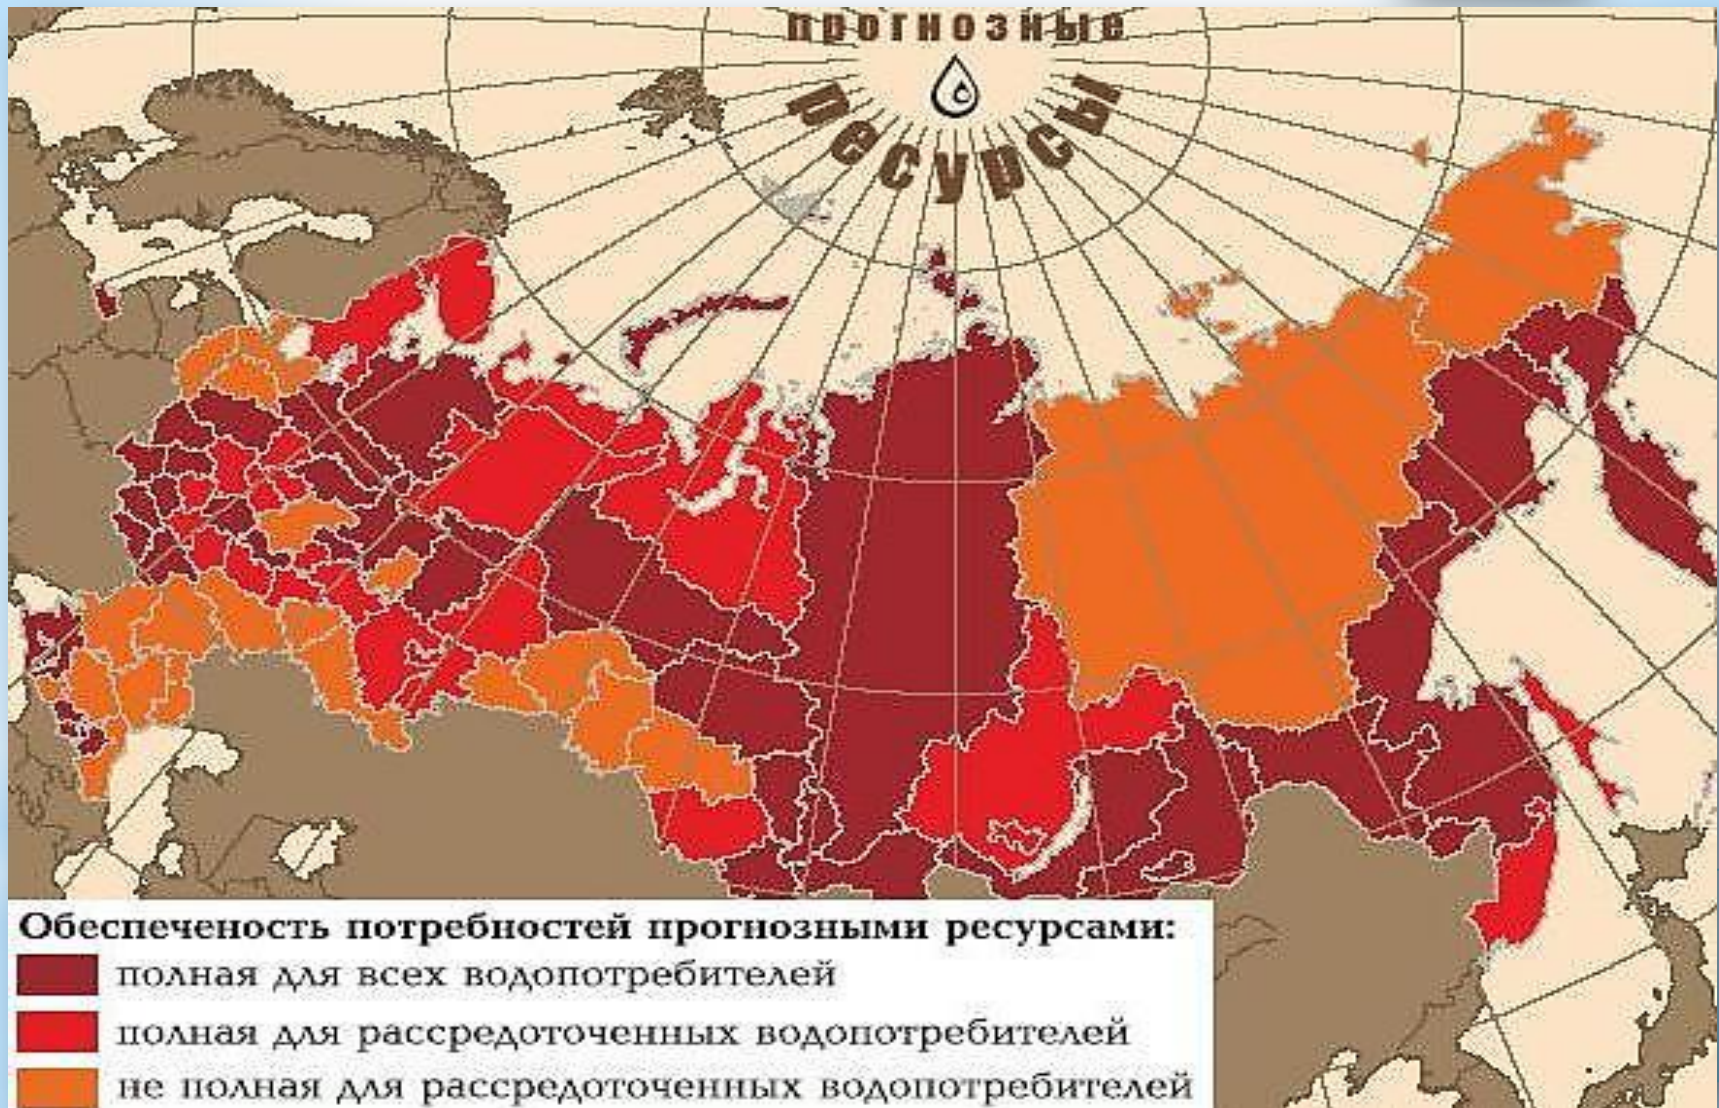 прогнозные
ресурсы
Обеспеченость потребностей прогнозными ресурсами:
полная для всех водопотребителей
полная для рассредоточенных водопотребителей
не полная для рассредоточенных водопотребителей